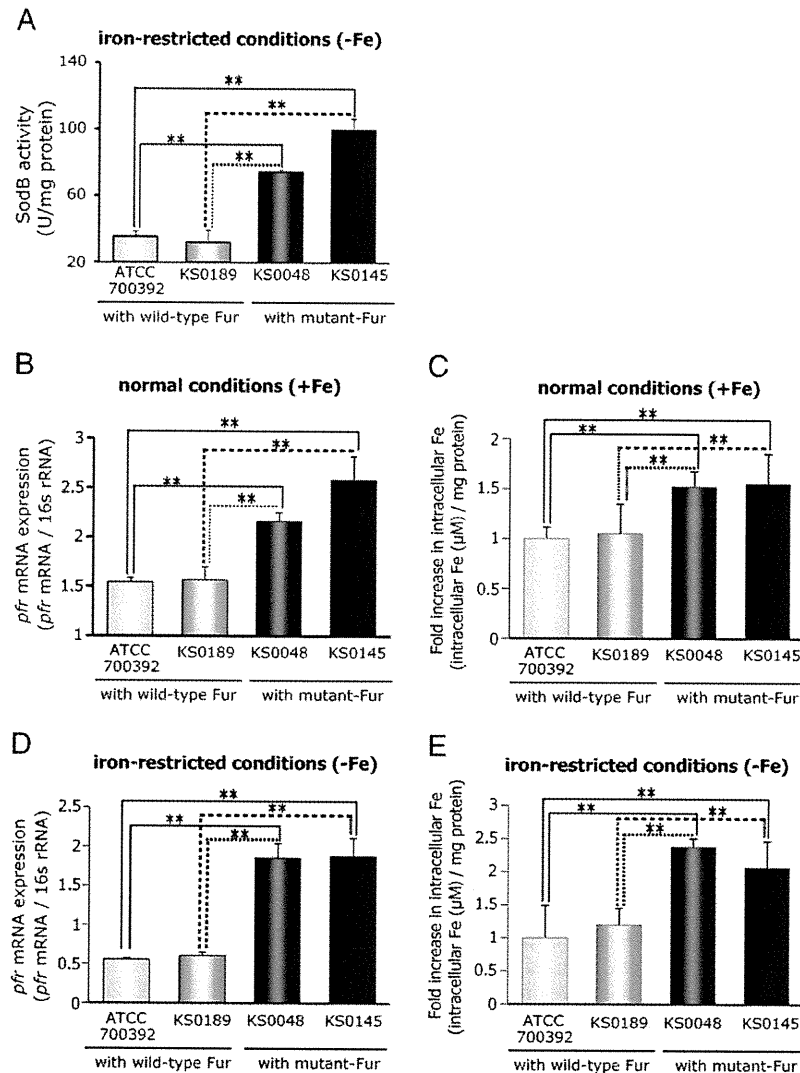 A
iron-restricted conditions (-Fe)
SodB activity
(U/mg protein)
140
100
60
20
**
**
**
**
ATCC
700392
KS0189
KS0048
KS0145
with wild-type Fur
with mutant-Fur
B
normal conditions (+Fe)
pfr mRNA expression
(pfr mRNA / 16s rRNA)
3
2.5
2
1.5
1
**
**
**
**
ATCC
700392
KS0189
KS0048
KS0145
with wild-type Fur
with mutant-Fur
C
normal conditions (+Fe)
Fold increase in intracellular Fe
(intracellular Fe (µM) / mg protein)
2
1.5
1
0.5
0
**
**
**
**
ATCC
700392
KS0189
KS0048
KS0145
with wild-type Fur
with mutant-Fur
D
iron-restricted conditions (-Fe)
pfr mRNA expression
(pfr mRNA / 16s rRNA)
2.5
2
1.5
1
0.5
0
**
**
**
**
ATCC
700392
KS0189
KS0048
KS0145
with wild-type Fur
with mutant-Fur
E
iron-restricted conditions (-Fe)
Fold increase in intracellular Fe
(intracellular Fe (µM) / mg protein)
3
2.5
2
1.5
1
0.5
0
**
**
**
**
ATCC
700392
KS0189
KS0048
KS0145
with wild-type Fur
with mutant-Fur